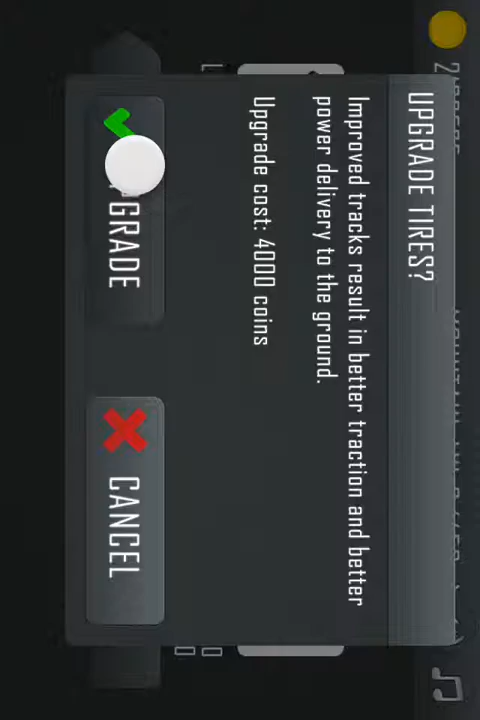 UPGRADE TIRES?
Improved tracks result in better traction and better
power delivery to the ground.
Upgrade cost: 4000 coins
CANCEL